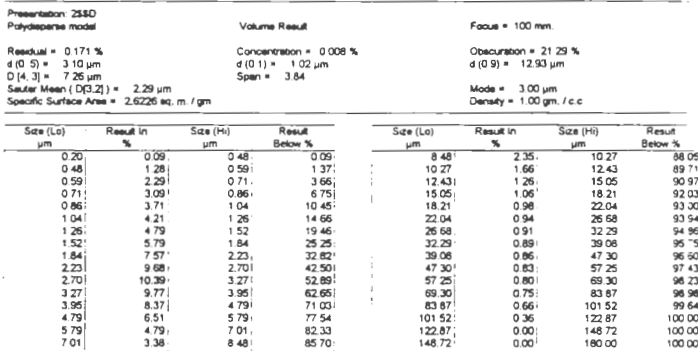 Presentation: 2$$D
Polydisperse model Volume Result Focus = 100 mm.
Residual = 0.171 % Concentration = 0.008 % Obscuration = 21.29 %
d (0.5) = 3.10 µm d (0.1) = 1.02 µm d (0.9) = 12.93 µm
D [4, 3] = 7.26 µm Span = 3.84
Sauter Mean ( D[3,2] ) = 2.29 µm Mode = 3.00 µm
Specific Surface Area = 2.6226 sq. m. / gm Density = 1.00 gm. / c.c
Size (Lo) Result In Size (Hi) Result Size (Lo) Result In Size (Hi) Result
µm % µm Below % µm % µm Below %
0.20 0.09 0.48 0.09 8.48 2.35 10.27 88.05
0.48 1.28 0.59 1.37 10.27 1.66 12.43 89.71
0.59 2.29 0.71 3.66 12.43 1.26 15.05 90.97
0.71 3.09 0.86 6.75 15.05 1.06 18.21 92.03
0.86 3.71 1.04 10.45 18.21 0.98 22.04 93.00
1.04 4.21 1.26 14.66 22.04 0.94 26.68 93.94
1.26 4.79 1.52 19.46 26.68 0.91 32.29 94.86
1.52 5.79 1.84 25.25 32.29 0.89 39.08
1.84 7.57 2.23 32.82 39.08 0.86 47.30 96.60
2.23 9.68 2.70 42.50 47.30 0.83 57.25 97.43
2.70 10.39 3.27 52.89 57.25 0.80 69.30 98.23
3.27 9.77 3.95 62.65 69.30 0.75 83.87 98.98
3.95 8.37 4.79 71.03 83.87 0.66 101.52 99.64
4.79 6.51 5.79 77.54 101.52 0.36 122.87 100.00
5.79 4.79 7.01 82.33 122.87 0.00 148.72 100.00
7.01 3.38 8.48 85.70 148.72 0.00 180.00 100.00